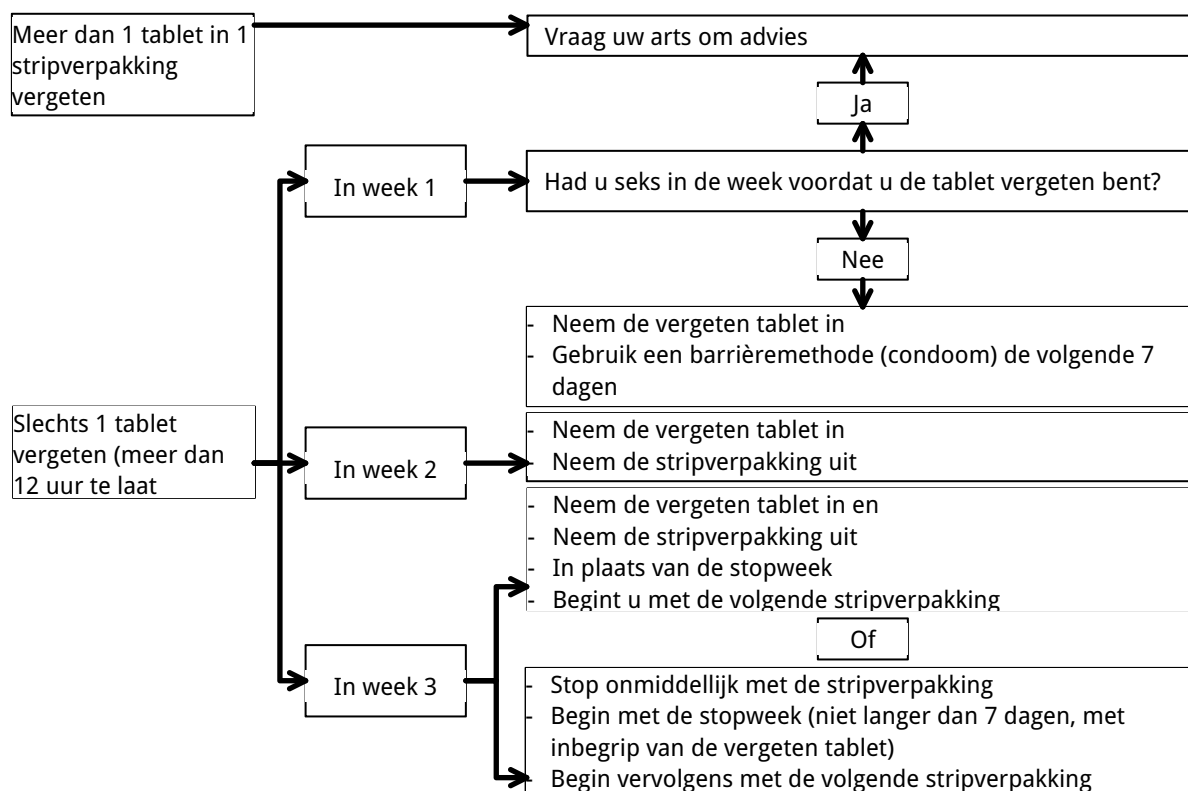 Meer dan 1 tablet in 1
stripverpakking
vergeten
Vraag uw arts om advies
Ja
In week 1
Had u seks in de week voordat u de tablet vergeten bent?
Nee
- Neem de vergeten tablet in
- Gebruik een barrièremethode (condoom) de volgende 7
dagen
Slechts 1 tablet
vergeten (meer dan
12 uur te laat
In week 2
- Neem de vergeten tablet in
- Neem de stripverpakking uit
- Neem de vergeten tablet in en
- Neem de stripverpakking uit
- In plaats van de stopweek
- Begint u met de volgende stripverpakking
Of
In week 3
- Stop onmiddellijk met de stripverpakking
- Begin met de stopweek (niet langer dan 7 dagen, met
inbegrip van de vergeten tablet)
- Begin vervolgens met de volgende stripverpakking